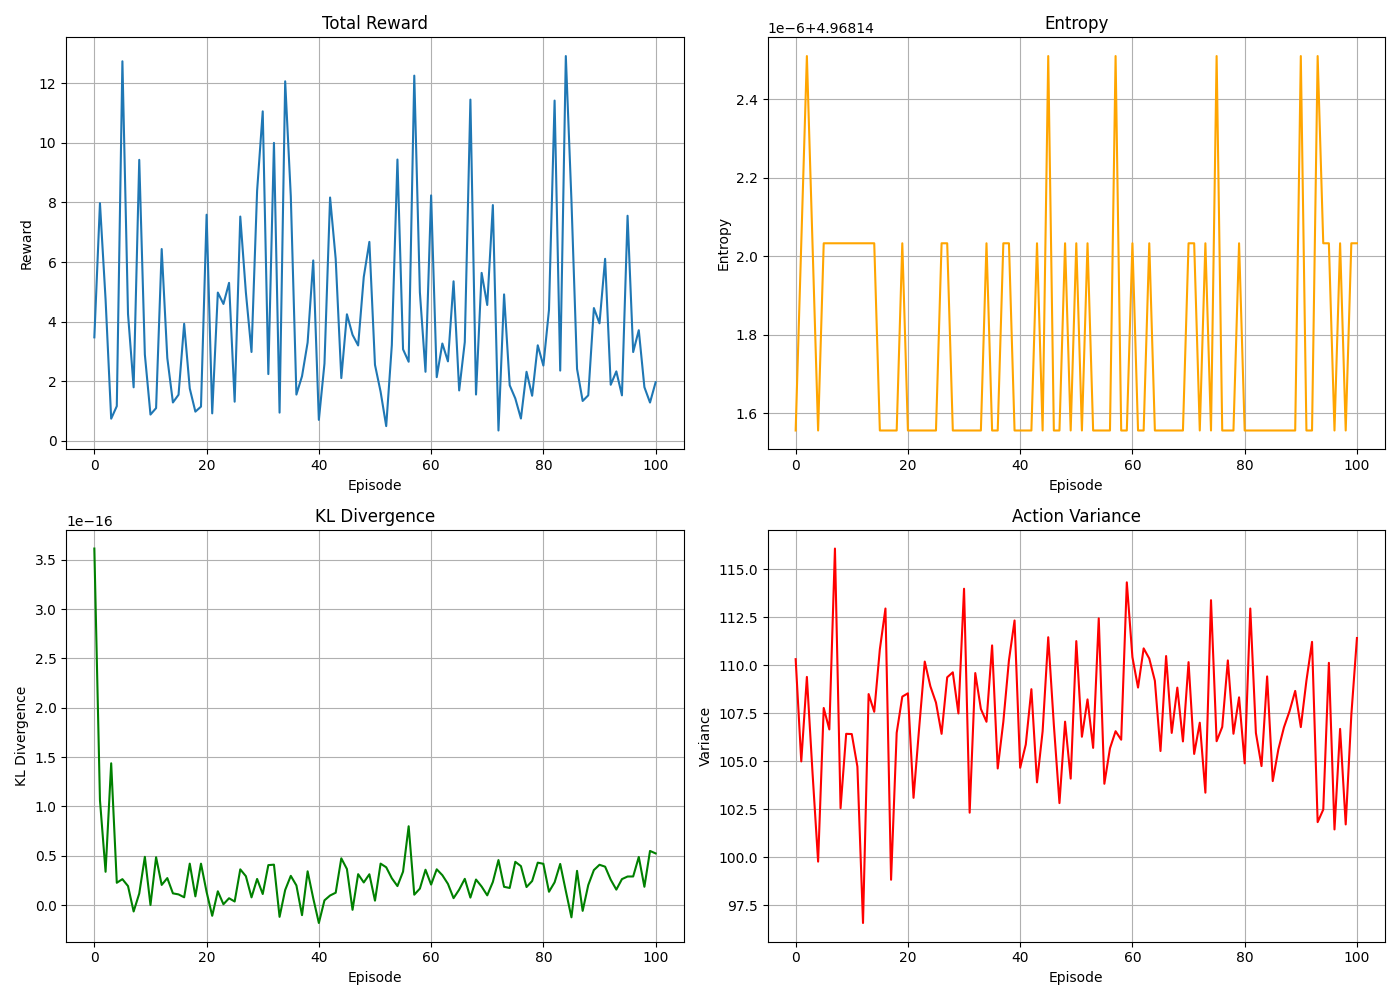 Total Reward
Reward
12
10
8
6
4
2
0
0 20 40 60 80 100
Episode
Entropy
1e−6+4.96814
Entropy
2.4
2.2
2.0
1.8
1.6
0 20 40 60 80 100
Episode
KL Divergence
1e−16
KL Divergence
3.5
3.0
2.5
2.0
1.5
1.0
0.5
0.0
0 20 40 60 80 100
Episode
Action Variance
Variance
115.0
112.5
110.0
107.5
105.0
102.5
100.0
97.5
0 20 40 60 80 100
Episode